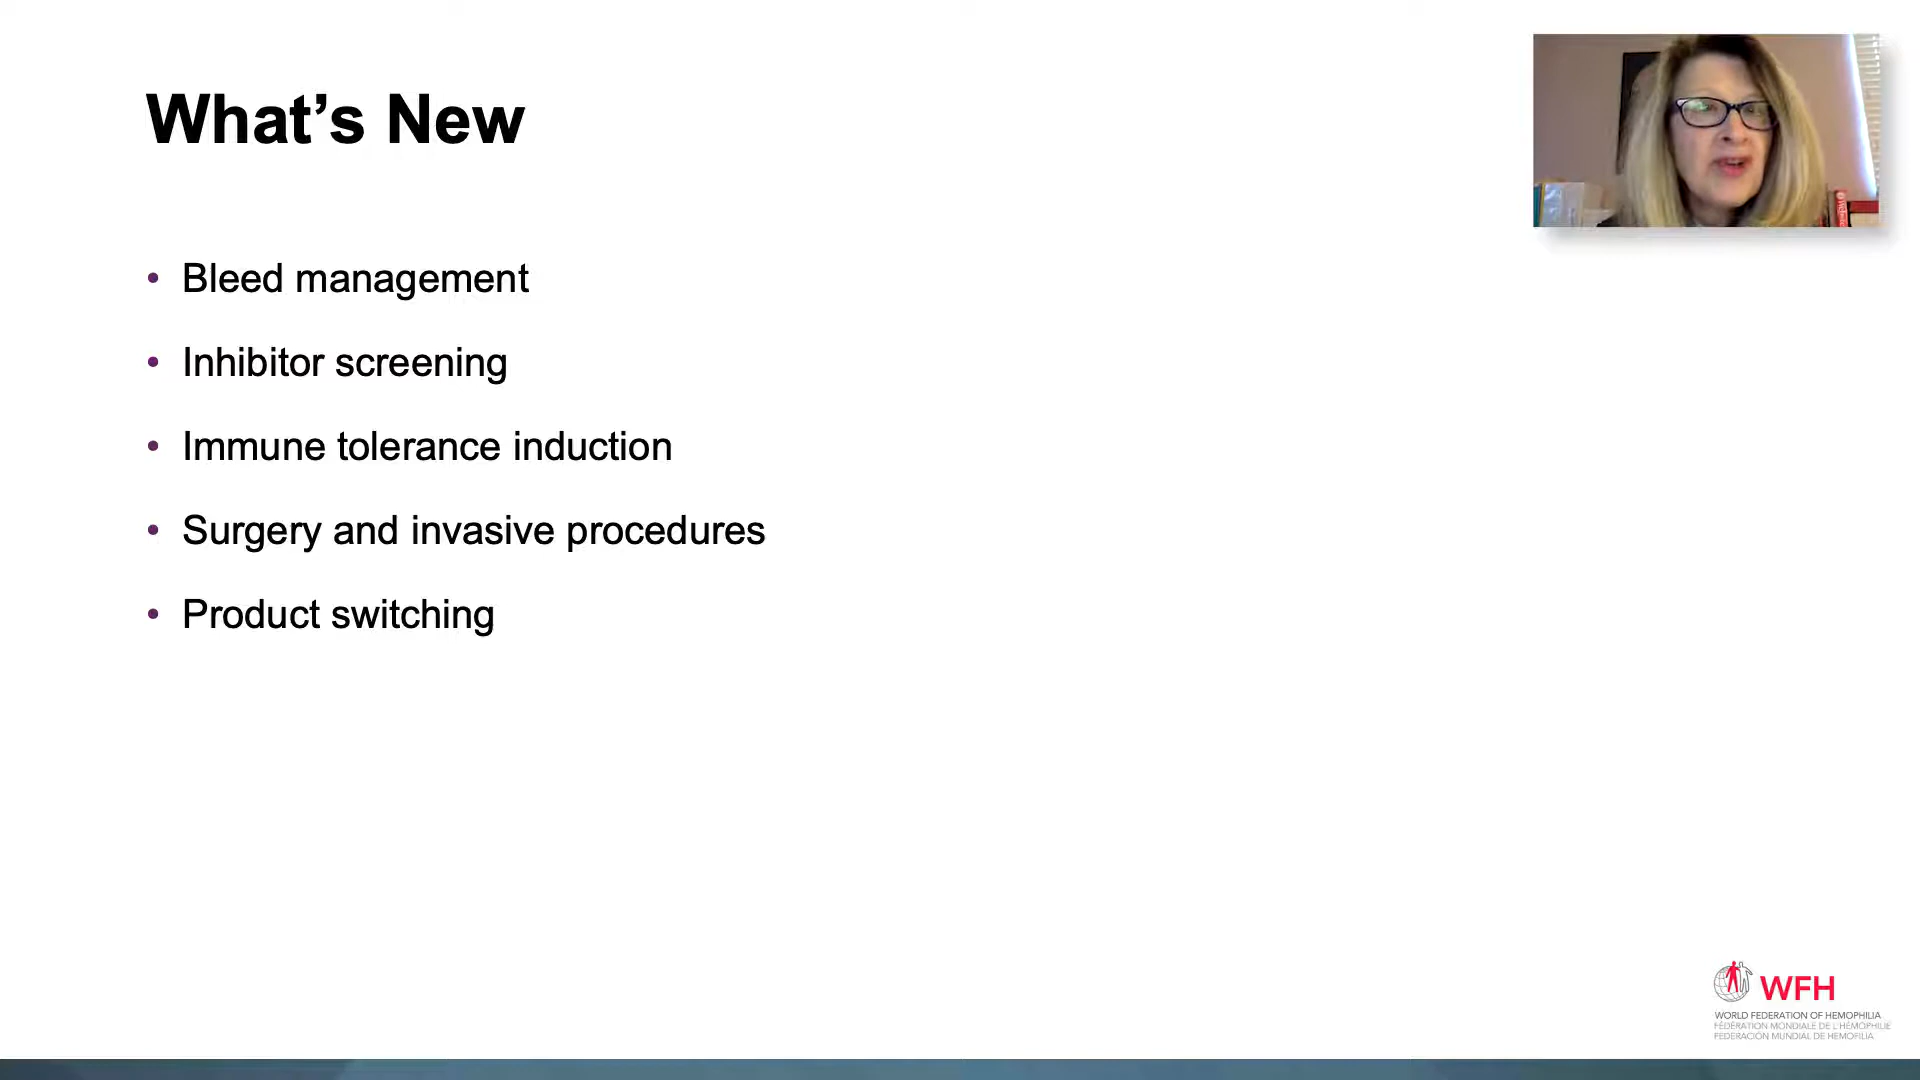 What's New
• Bleed management
• Inhibitor screening
• Immune tolerance induction
• Surgery and invasive procedures
• Product switching
WFH
WORLD FEDERATION OF HEMOPHILIA
FÉDÉRATION MONDIALE DE L'HÉMOPHILIE
FEDERACIÓN MUNDIAL DE HEMOFILIA